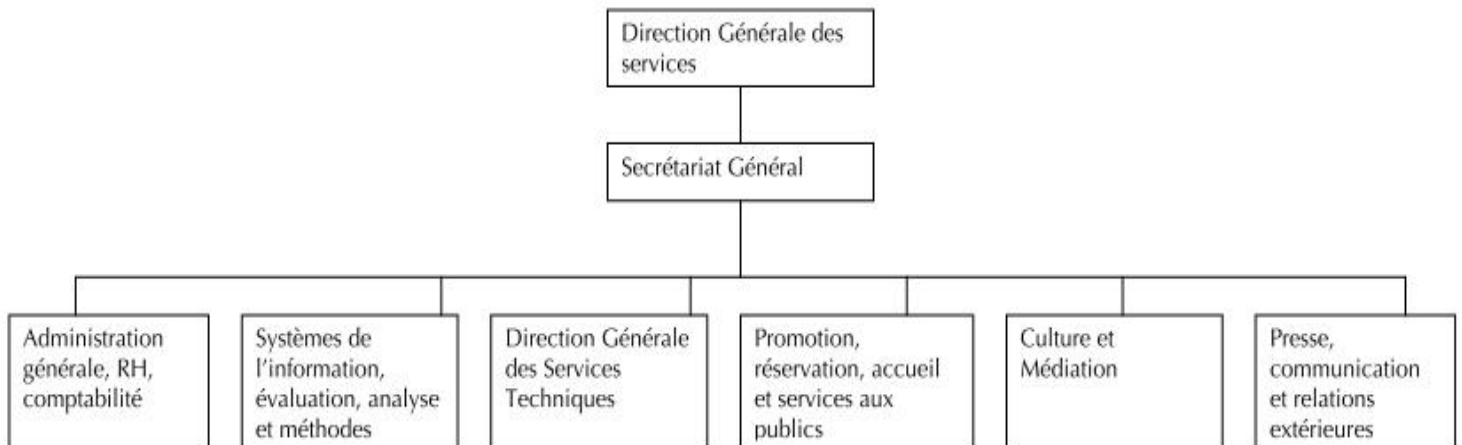 Direction Générale des
services
Secrétariat Général
Administration
générale, RH,
comptabilité
Systèmes de
l'information,
évaluation, analyse
et méthodes
Direction Générale
des Services
Techniques
Promotion,
réservation, accueil
et services aux
publics
Culture et
Médiation
Presse,
communication
et relations
extérieures